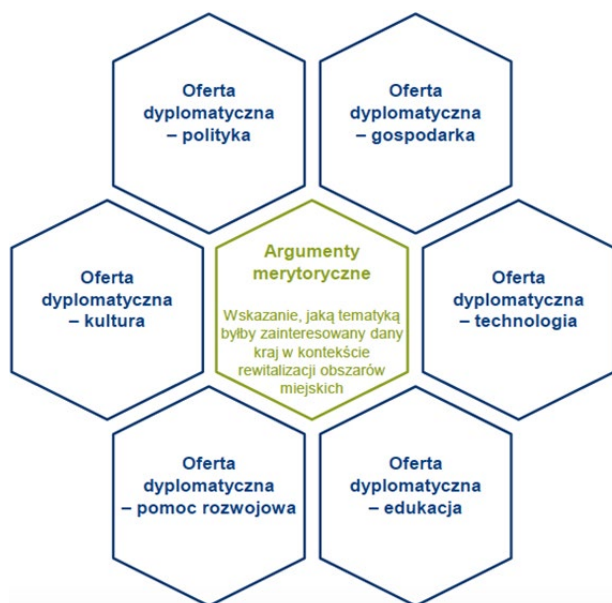 Oferta
dyplomatyczna
– polityka
Oferta
dyplomatyczna
– gospodarka
Oferta
dyplomatyczna
– kultura
Argumenty
merytoryczne
Wskazanie, jaką tematyką
byłby zainteresowany dany
kraj w kontekście
rewitalizacji obszarów
miejskich
Oferta
dyplomatyczna
– technologia
Oferta
dyplomatyczna
– pomoc rozwojowa
Oferta
dyplomatyczna
– edukacja